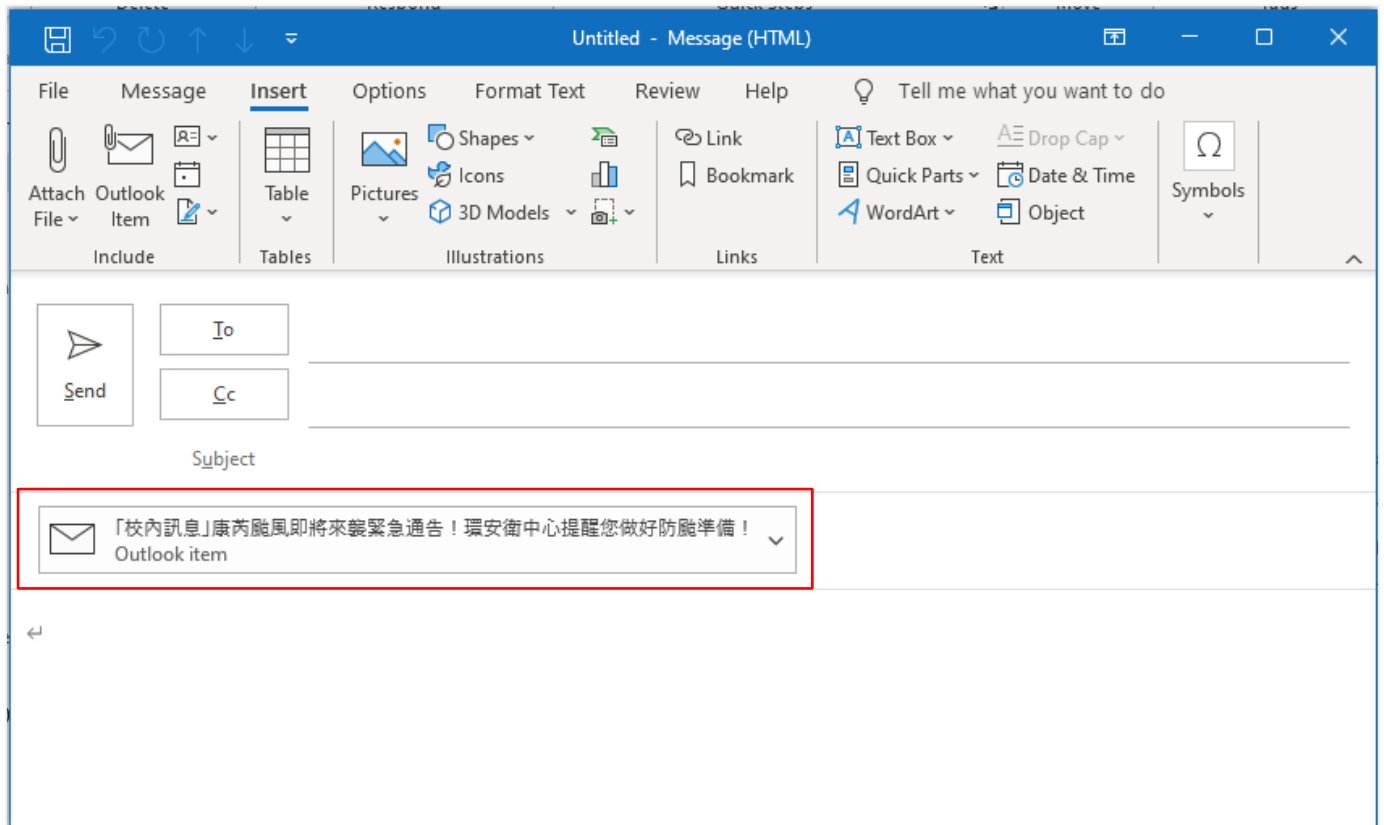 Untitled - Message (HTML)
File Message Insert Options Format Text Review Help Tell me what you want to do
Attach File
Outlook Item
Include
Table
Tables
Pictures
Shapes
Icons
3D Models
Illustrations
Link
Bookmark
Links
Text Box
Quick Parts
WordArt
Drop Cap
Date & Time
Object
Text
Symbols
Send
To
Cc
Subject
「校內訊息」康芮颱風即將來襲緊急通告！環安衛中心提醒您做好防颱準備！
Outlook item